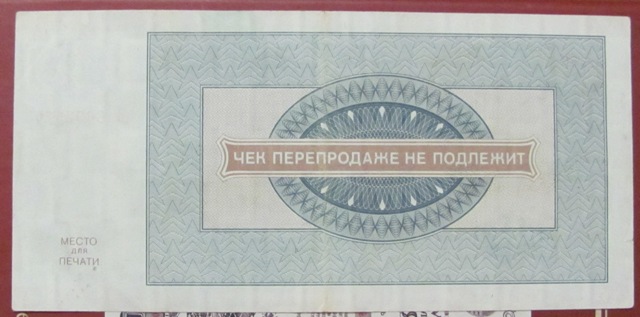 ЧЕК ПЕРЕПРОДАЖЕ НЕ ПОДЛЕЖИТ
МЕСТО
для
ПЕЧАТИ